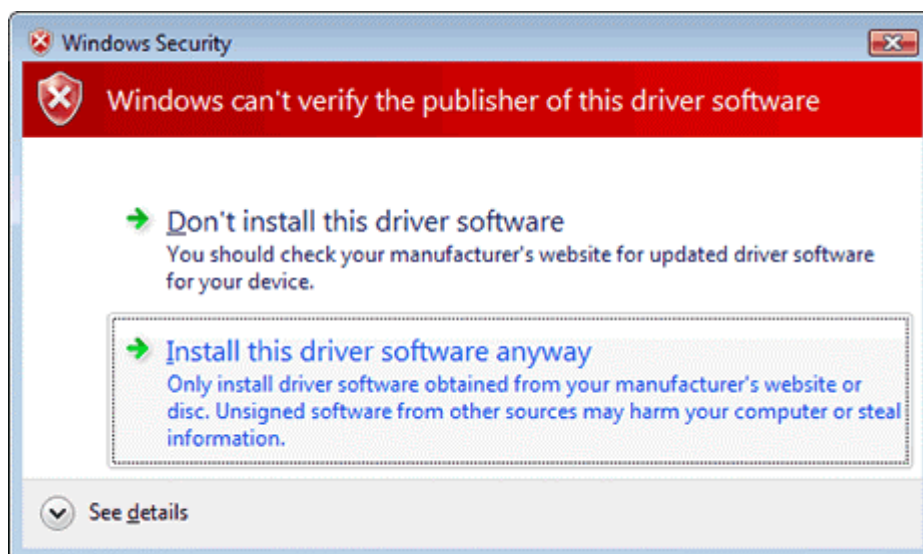 Windows Security
Windows can't verify the publisher of this driver software
Don't install this driver software
You should check your manufacturer's website for updated driver software
for your device.
Install this driver software anyway
Only install driver software obtained from your manufacturer's website or
disc. Unsigned software from other sources may harm your computer or steal
information.
See details